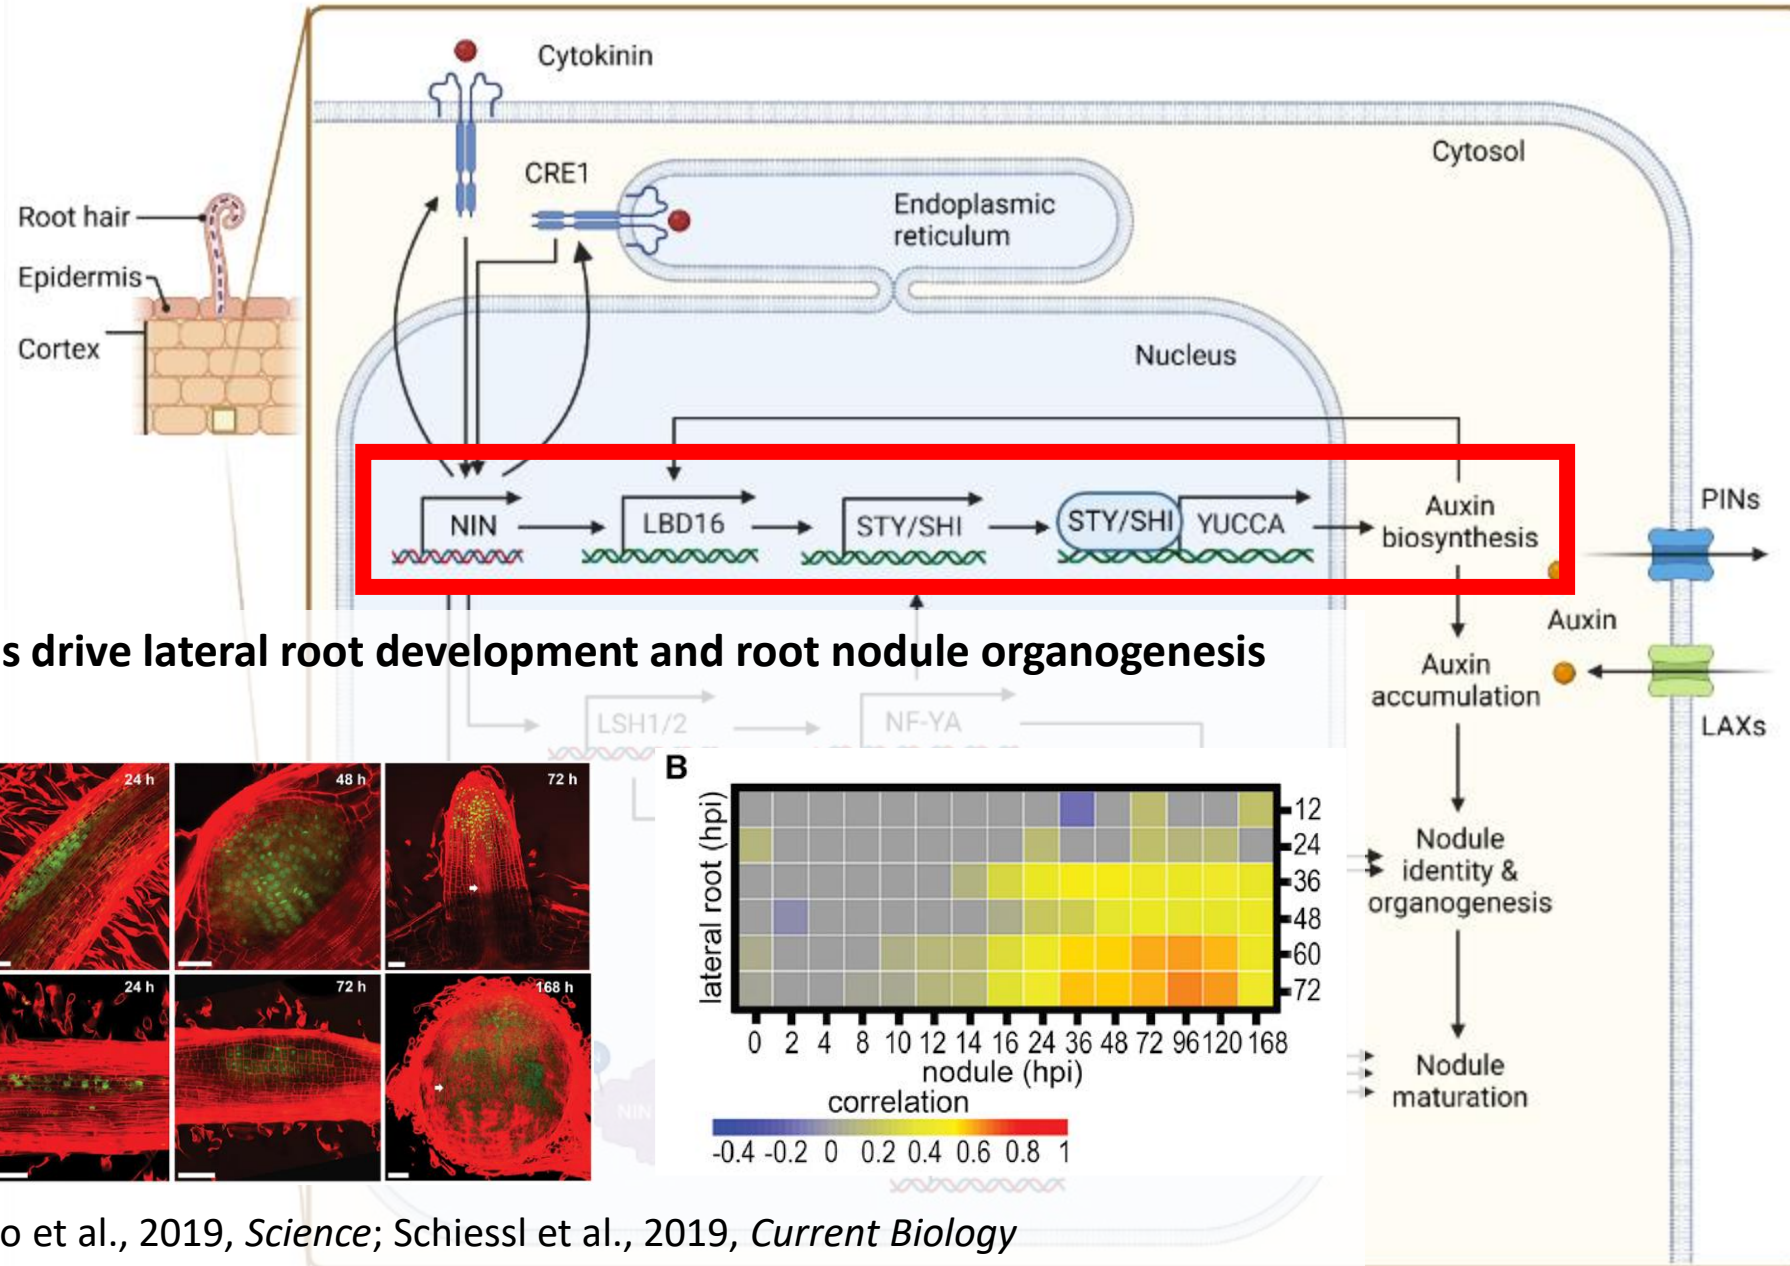 Cytokinin
Cytosol
CRE1
Endoplasmic
reticulum
Root hair
Epidermis
Cortex
Nucleus
NIN
LBD16
STY/SHI
STY/SHI
YUCCA
Auxin
biosynthesis
PINs
Auxin
LAXs
s drive lateral root development and root nodule organogenesis
Auxin
accumulation
LSH1/2
NF-YA
24 h
48 h
72 h
24 h
72 h
168 h
B
lateral root (hpi)
12
24
36
48
60
72
0 2 4 8 10 12 14 16 24 36 48 72 96 120 168
nodule (hpi)
correlation
-0.4 -0.2 0 0.2 0.4 0.6 0.8 1
Nodule
identity &
organogenesis
NIN
Nodule
maturation
o et al., 2019, Science; Schiessl et al., 2019, Current Biology